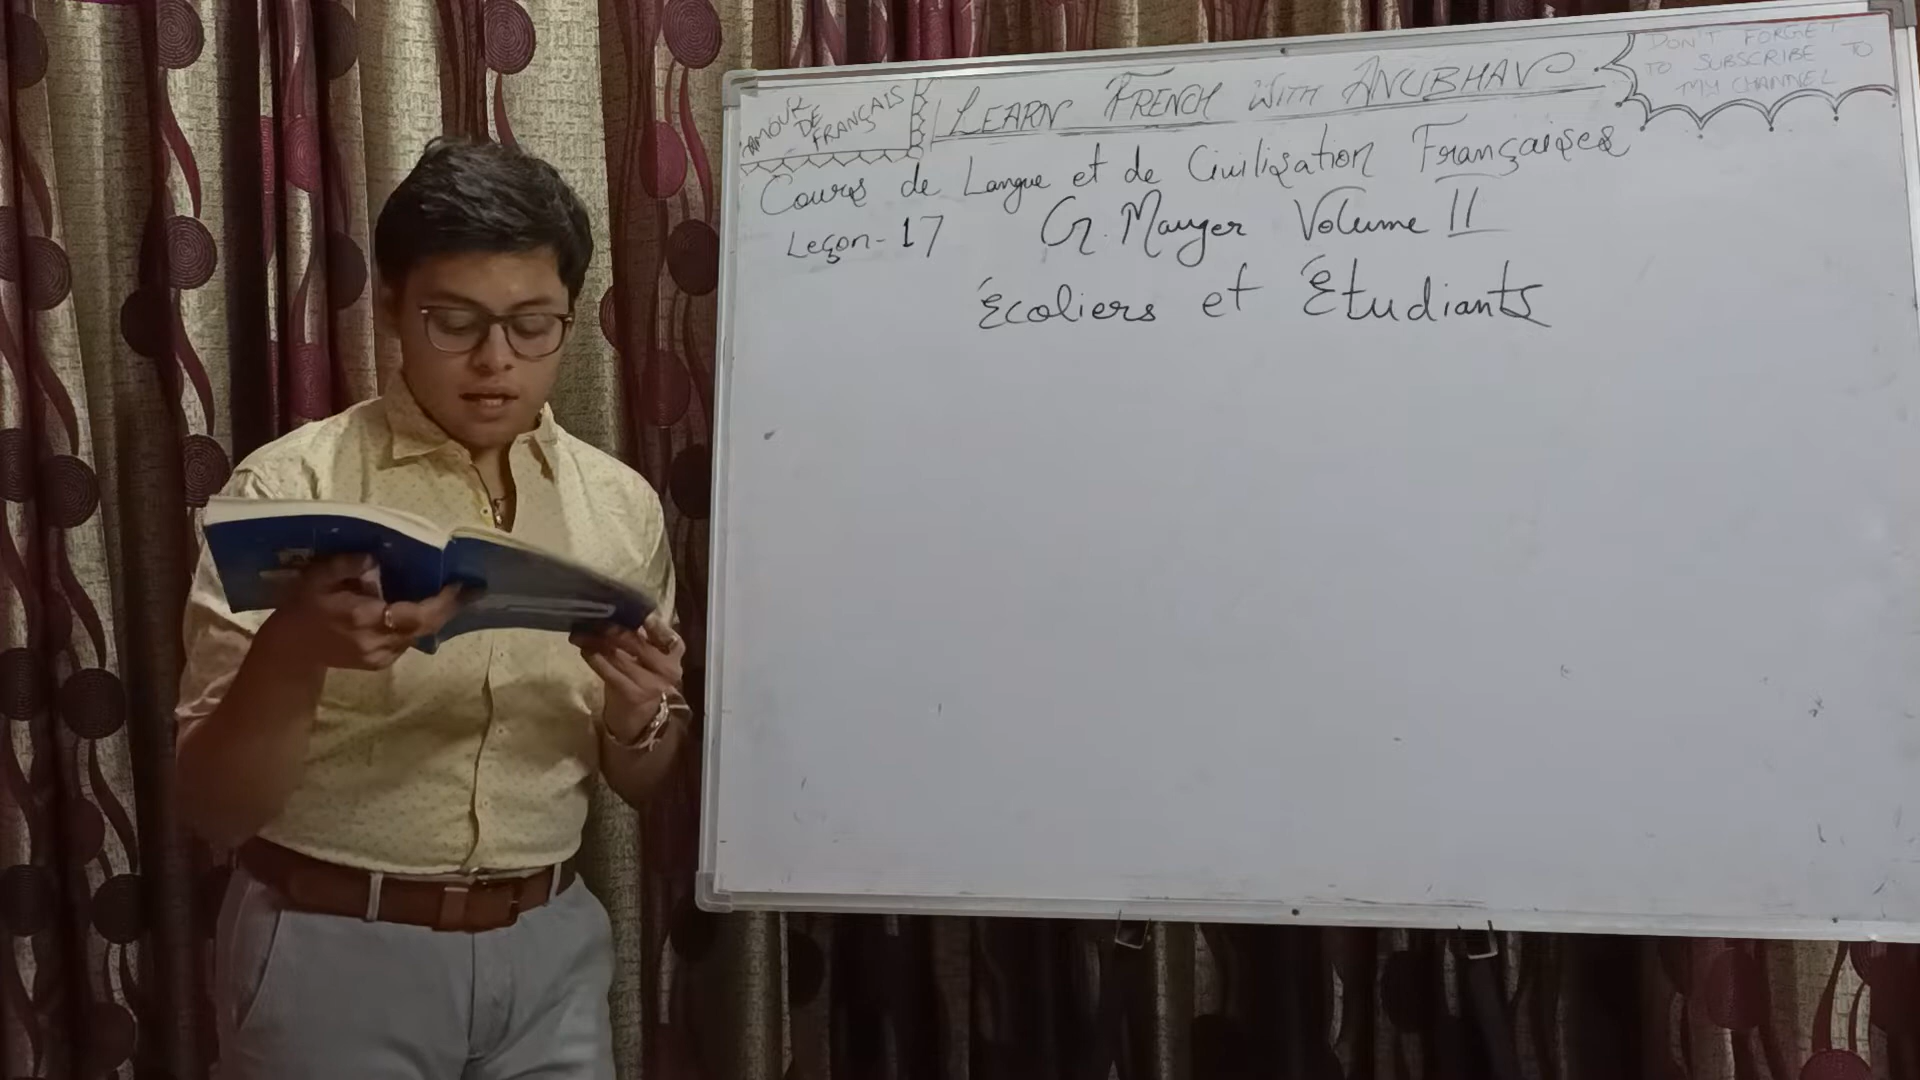 L'AMOUR
DE
FRANÇAIS
LEARN FRENCH WITH ANUBHAV
DON'T FORGET
TO SUBSCRIBE TO
MY CHANNEL
Cours de Langue et de Civilisation Françaises
Leçon-17 G. Mauger Volume II
Écoliers et Étudiants